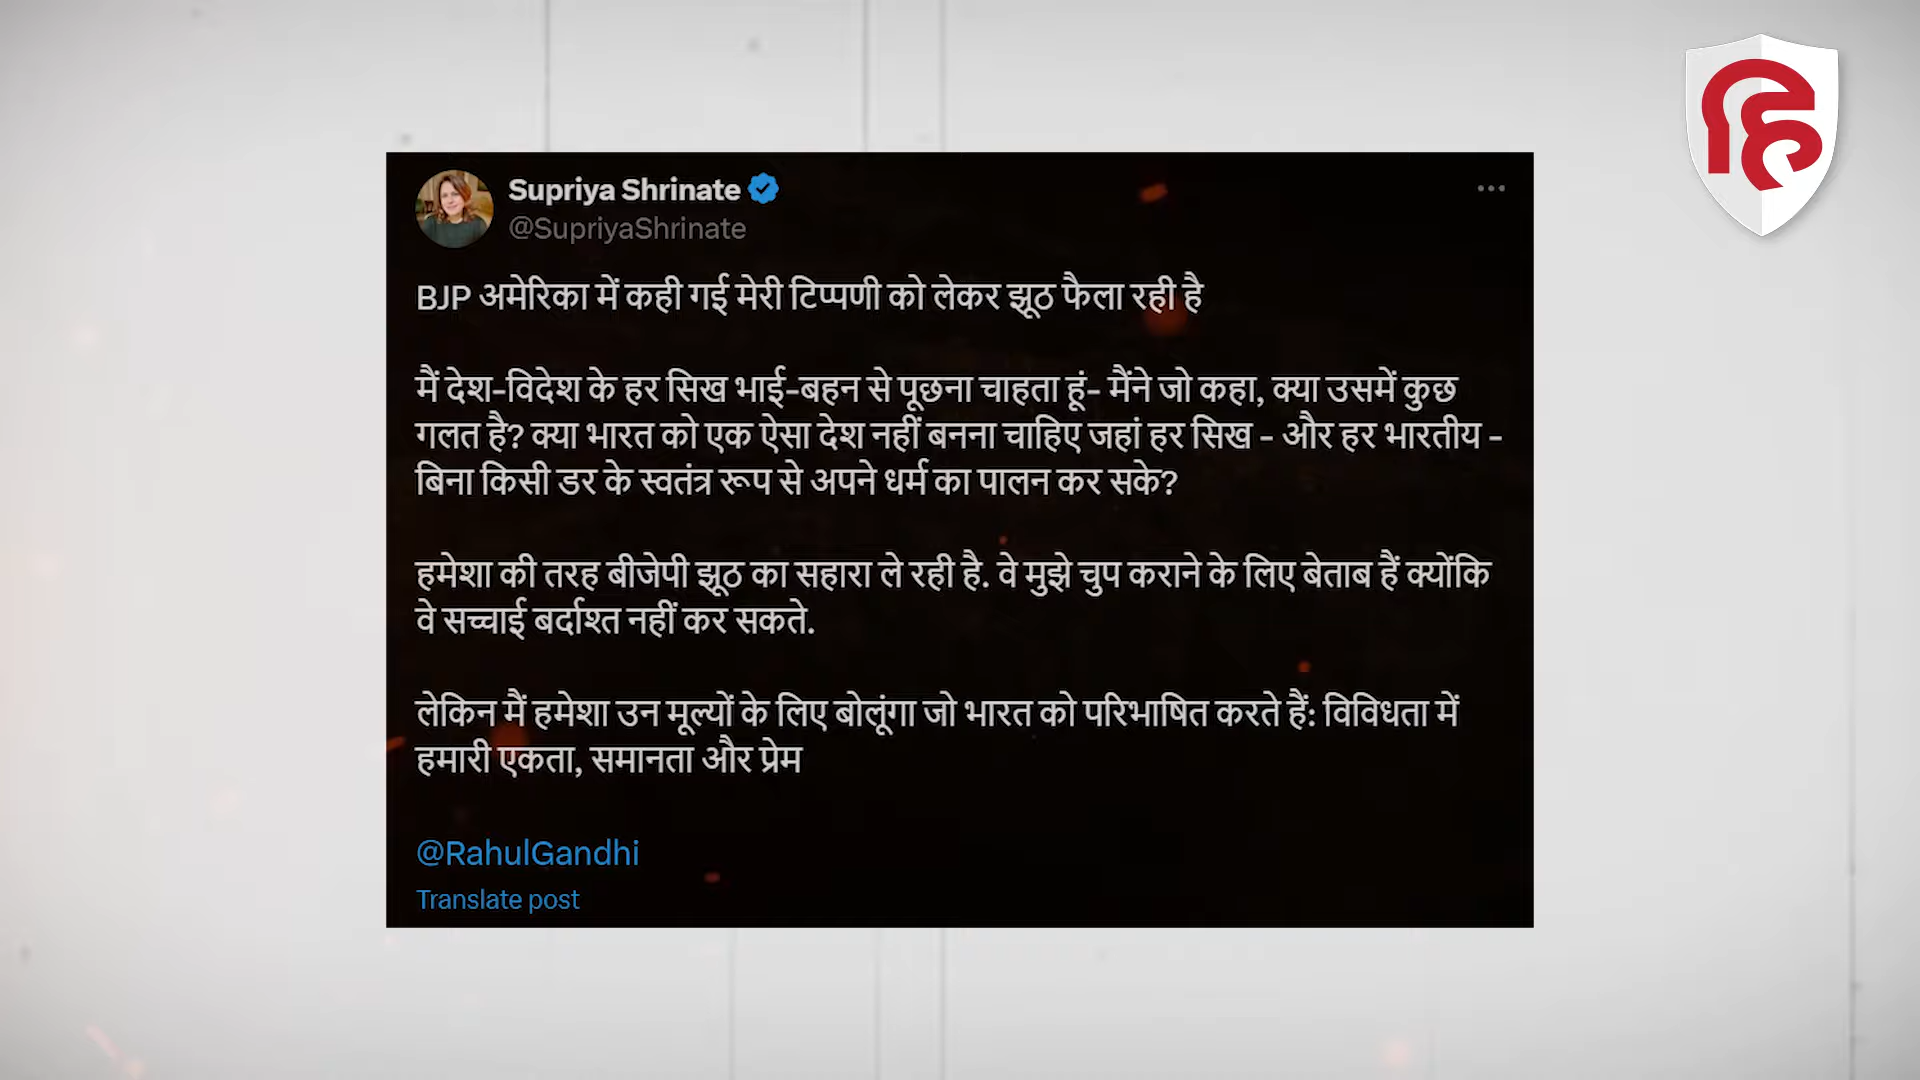 हि
Supriya Shrinate
@SupriyaShrinate
BJP अमेरिका में कही गई मेरी टिप्पणी को लेकर झूठ फैला रही है
मैं देश-विदेश के हर सिख भाई-बहन से पूछना चाहता हूं- मैंने जो कहा, क्या उसमें कुछ
गलत है? क्या भारत को एक ऐसा देश नहीं बनना चाहिए जहां हर सिख - और हर भारतीय -
बिना किसी डर के स्वतंत्र रूप से अपने धर्म का पालन कर सके?
हमेशा की तरह बीजेपी झूठ का सहारा ले रही है. वे मुझे चुप कराने के लिए बेताब हैं क्योंकि
वे सच्चाई बर्दाश्त नहीं कर सकते.
लेकिन मैं हमेशा उन मूल्यों के लिए बोलूंगा जो भारत को परिभाषित करते हैं: विविधता में
हमारी एकता, समानता और प्रेम
@RahulGandhi
Translate post